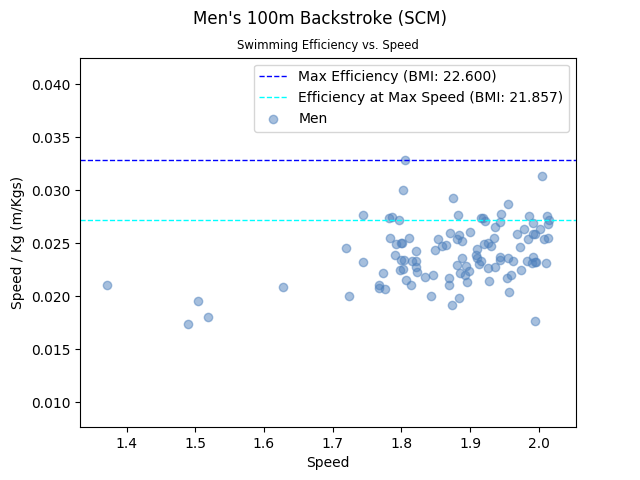 Men's 100m Backstroke (SCM)
Swimming Efficiency vs. Speed
Max Efficiency (BMI: 22.600)
Efficiency at Max Speed (BMI: 21.857)
Men
Speed / Kg (m/Kgs)
0.040
0.035
0.030
0.025
0.020
0.015
0.010
1.4 1.5 1.6 1.7 1.8 1.9 2.0
Speed